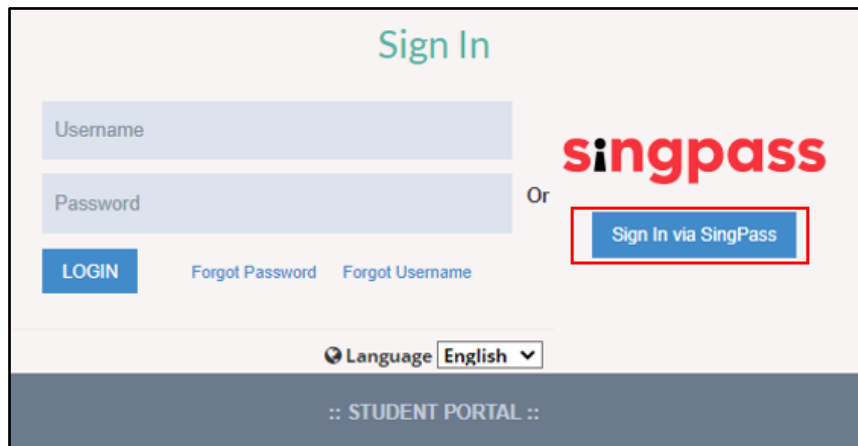 Sign In
Username
Password
LOGIN
Forgot Password
Forgot Username
Or
singpass
Sign In via SingPass
Language English
:: STUDENT PORTAL ::